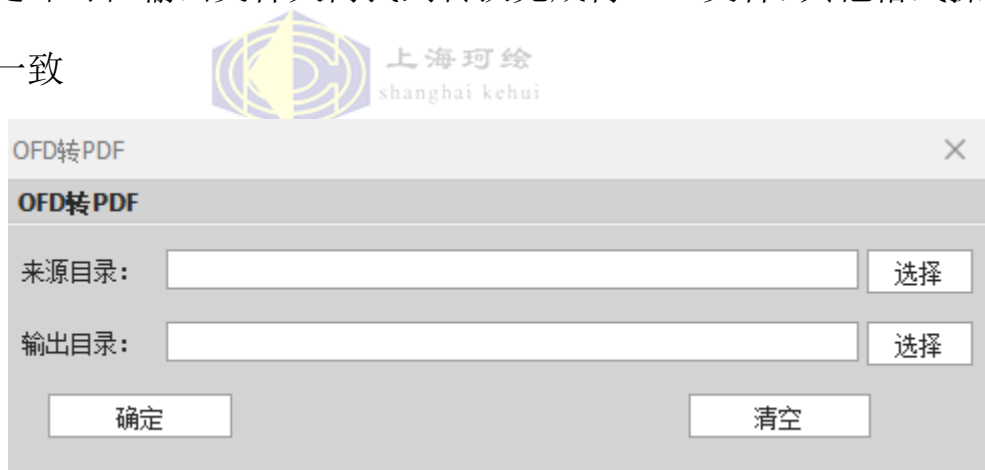 一致
上海珂绘
shanghai kehui
OFD转PDF
OFD转PDF
来源目录:
选择
输出目录:
选择
确定
清空